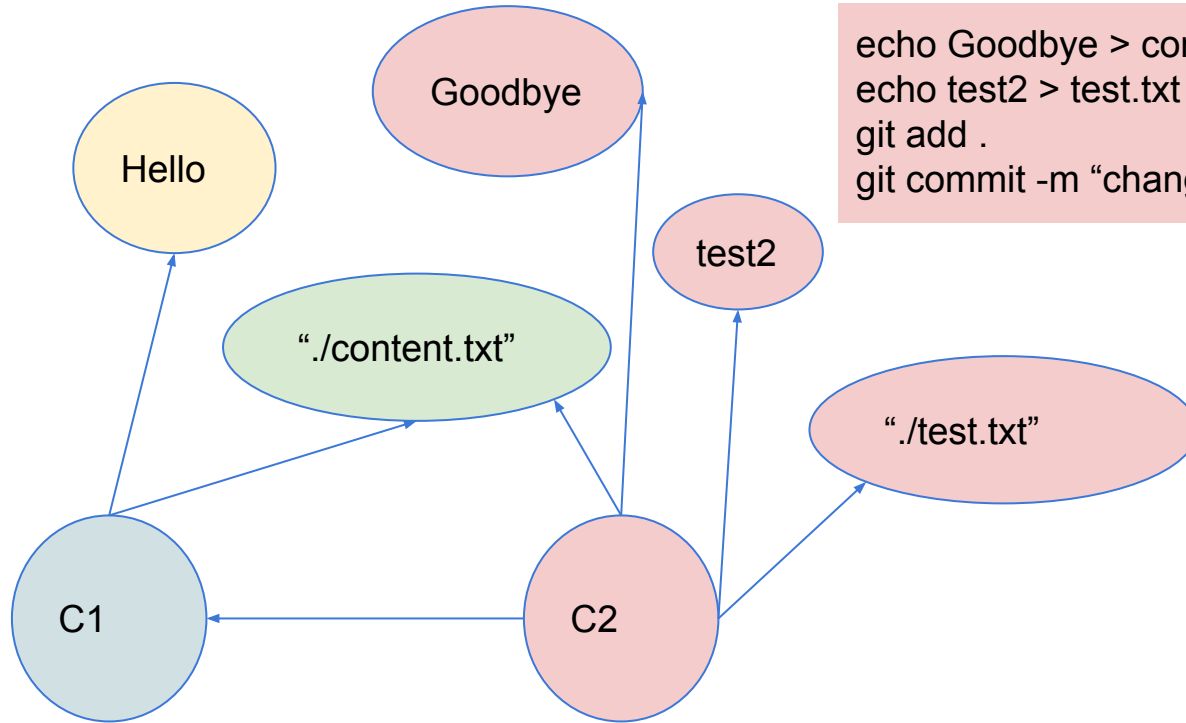 echo Goodbye > con
echo test2 > test.txt
git add .
git commit -m “chang
Goodbye
Hello
test2
“./content.txt”
“./test.txt”
C1
C2